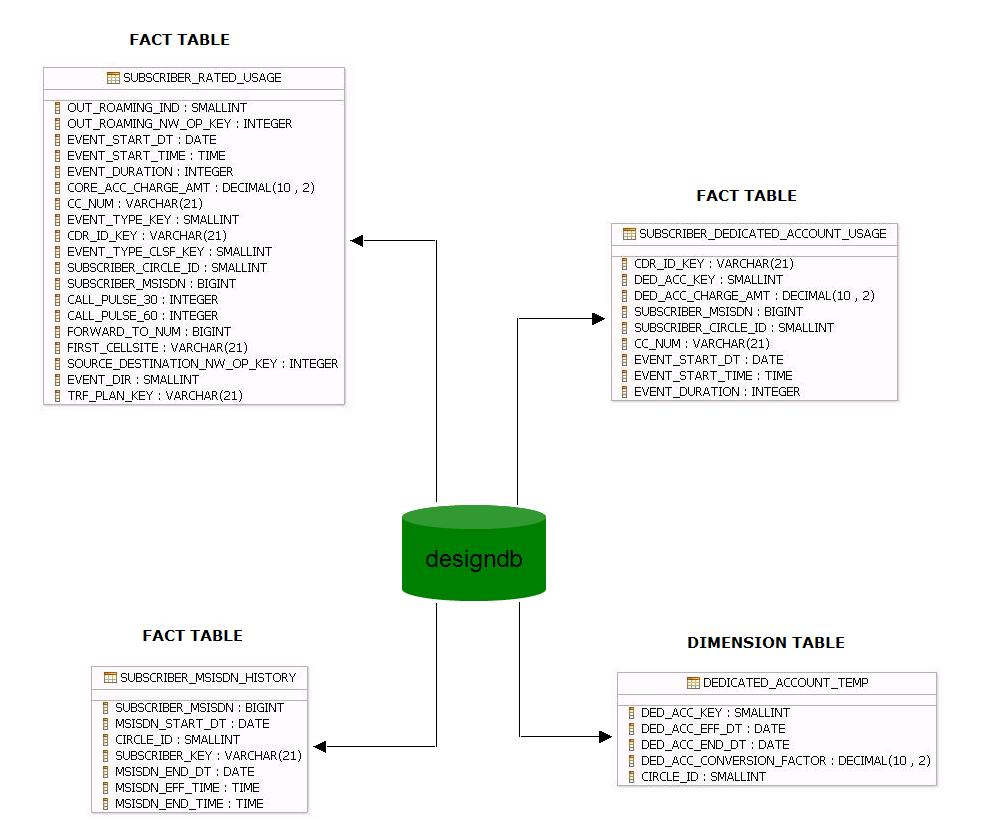 FACT TABLE
SUBSCRIBER_RATED_USAGE
OUT_ROAMING_IND : SMALLINT
OUT_ROAMING_NW_OP_KEY : INTEGER
EVENT_START_DT : DATE
EVENT_START_TIME : TIME
EVENT_DURATION : INTEGER
CORE_ACC_CHARGE_AMT : DECIMAL(10 , 2)
CC_NUM : VARCHAR(21)
EVENT_TYPE_KEY : SMALLINT
CDR_ID_KEY : VARCHAR(21)
EVENT_TYPE_CLSF_KEY : SMALLINT
SUBSCRIBER_CIRCLE_ID : SMALLINT
SUBSCRIBER_MSISDN : BIGINT
CALL_PULSE_30 : INTEGER
CALL_PULSE_60 : INTEGER
FORWARD_TO_NUM : BIGINT
FIRST_CELLSITE : VARCHAR(21)
SOURCE_DESTINATION_NW_OP_KEY : INTEGER
EVENT_DIR : SMALLINT
TRF_PLAN_KEY : VARCHAR(21)
FACT TABLE
SUBSCRIBER_DEDICATED_ACCOUNT_USAGE
CDR_ID_KEY : VARCHAR(21)
DED_ACC_KEY : SMALLINT
DED_ACC_CHARGE_AMT : DECIMAL(10 , 2)
SUBSCRIBER_MSISDN : BIGINT
SUBSCRIBER_CIRCLE_ID : SMALLINT
CC_NUM : VARCHAR(21)
EVENT_START_DT : DATE
EVENT_START_TIME : TIME
EVENT_DURATION : INTEGER
designdb
FACT TABLE
SUBSCRIBER_MSISDN_HISTORY
SUBSCRIBER_MSISDN : BIGINT
MSISDN_START_DT : DATE
CIRCLE_ID : SMALLINT
SUBSCRIBER_KEY : VARCHAR(21)
MSISDN_END_DT : DATE
MSISDN_EFF_TIME : TIME
MSISDN_END_TIME : TIME
DIMENSION TABLE
DEDICATED_ACCOUNT_TEMP
DED_ACC_KEY : SMALLINT
DED_ACC_EFF_DT : DATE
DED_ACC_END_DT : DATE
DED_ACC_CONVERSION_FACTOR : DECIMAL(10 , 2)
CIRCLE_ID : SMALLINT